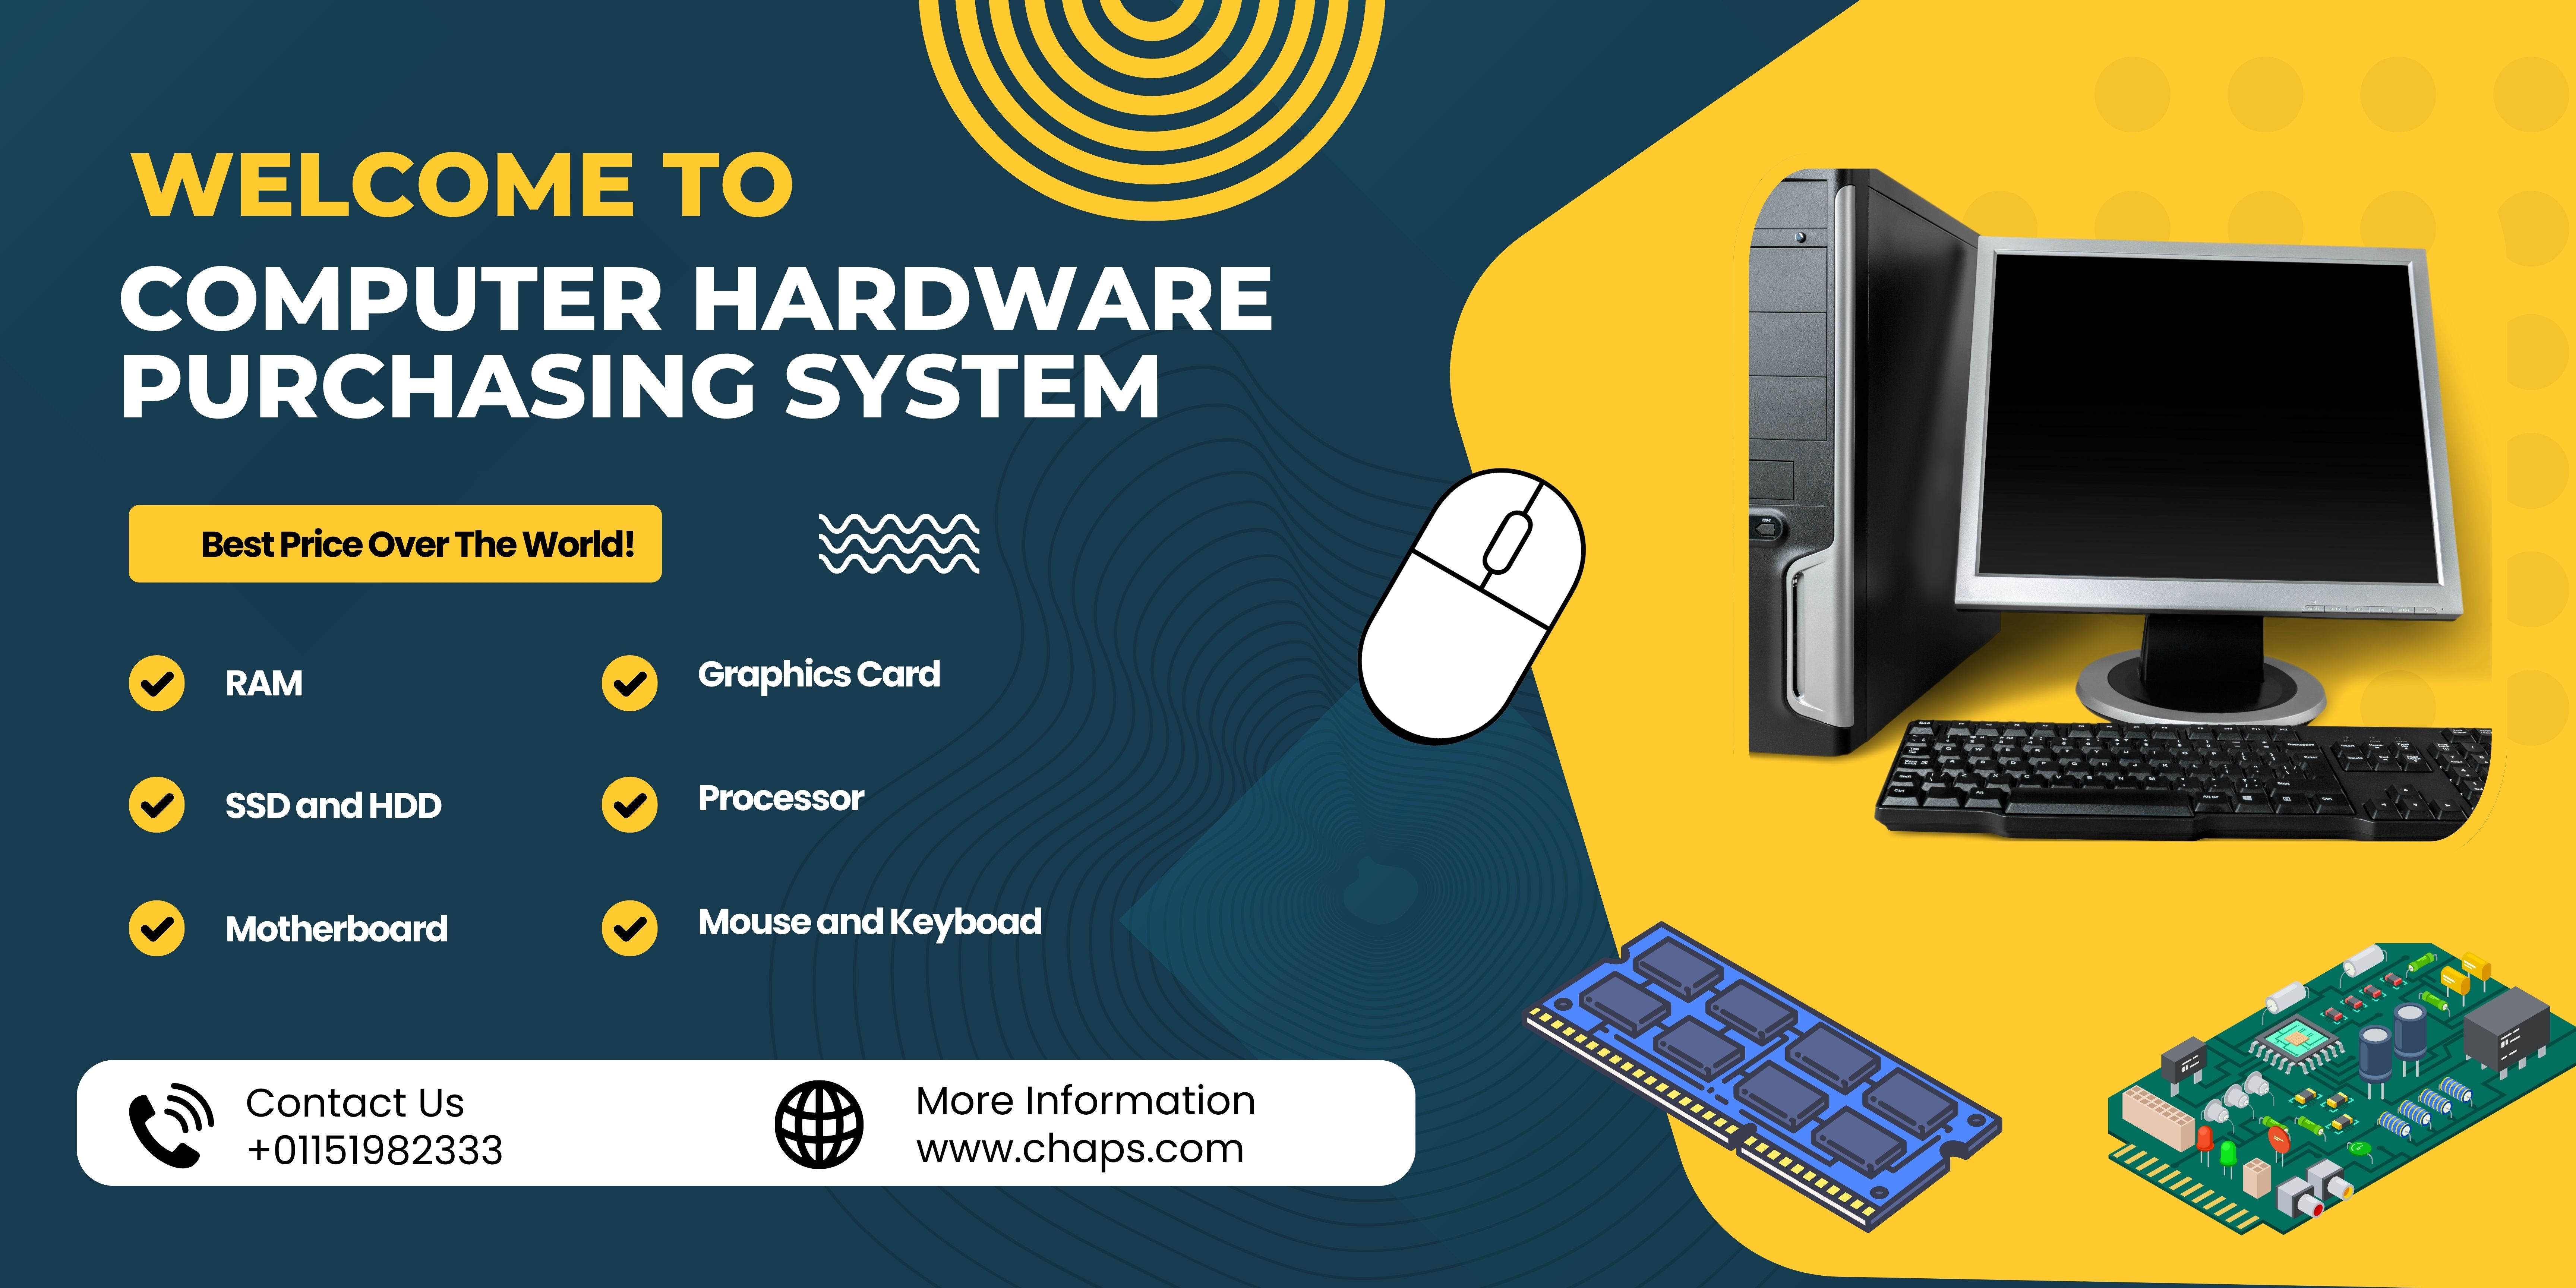 WELCOME TO
COMPUTER HARDWARE
PURCHASING SYSTEM
Best Price Over The World!
RAM
Graphics Card
SSD and HDD
Processor
Motherboard
Mouse and Keyboad
Contact Us
+01151982333
More Information
www.chaps.com